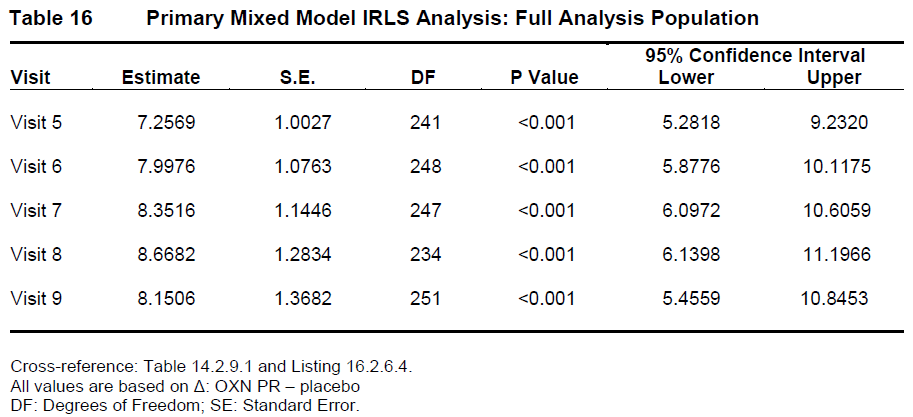 Table 16 Primary Mixed Model IRLS Analysis: Full Analysis Population
95% Confidence Interval
Visit Estimate S.E. DF P Value Lower Upper
Visit 5 7.2569 1.0027 241 <0.001 5.2818 9.2320
Visit 6 7.9976 1.0763 248 <0.001 5.8776 10.1175
Visit 7 8.3516 1.1446 247 <0.001 6.0972 10.6059
Visit 8 8.6682 1.2834 234 <0.001 6.1398 11.1966
Visit 9 8.1506 1.3682 251 <0.001 5.4559 10.8453
Cross-reference: Table 14.2.9.1 and Listing 16.2.6.4.
All values are based on Δ: OXN PR – placebo
DF: Degrees of Freedom; SE: Standard Error.